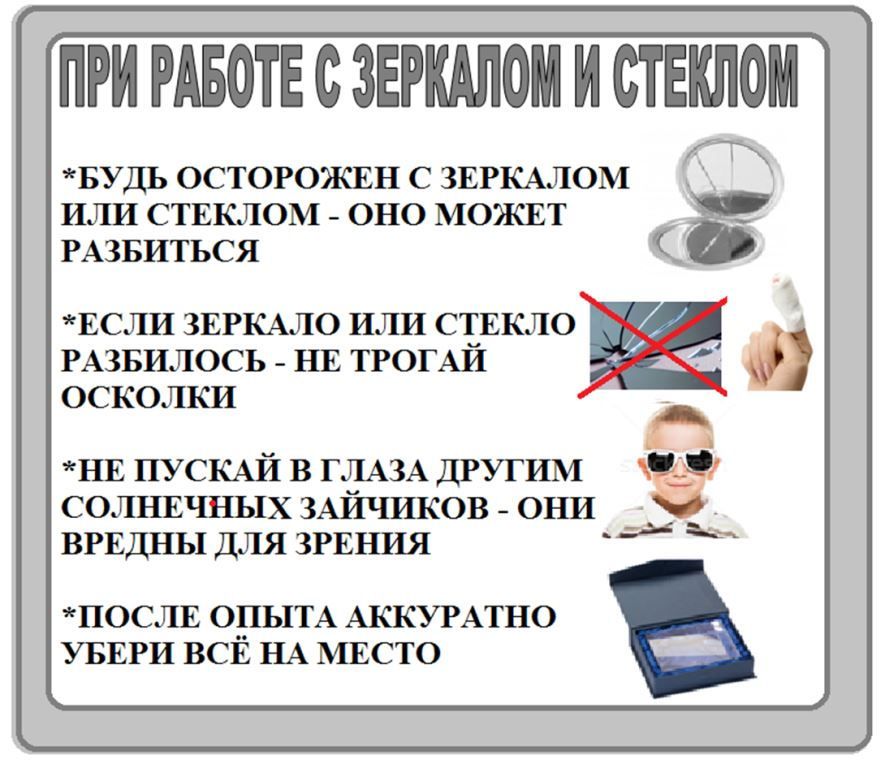 ПРИ РАБОТЕ С ЗЕРКАЛОМ И СТЕКЛОМ
*БУДЬ ОСТОРОЖЕН С ЗЕРКАЛОМ
ИЛИ СТЕКЛОМ - ОНО МОЖЕТ
РАЗБИТЬСЯ
*ЕСЛИ ЗЕРКАЛО ИЛИ СТЕКЛО
РАЗБИЛОСЬ - НЕ ТРОГАЙ
ОСКОЛКИ
*НЕ ПУСКАЙ В ГЛАЗА ДРУГИМ
СОЛНЕЧНЫХ ЗАЙЧИКОВ - ОНИ
ВРЕДНЫ ДЛЯ ЗРЕНИЯ
*ПОСЛЕ ОПЫТА АККУРАТНО
УБЕРИ ВСЁ НА МЕСТО